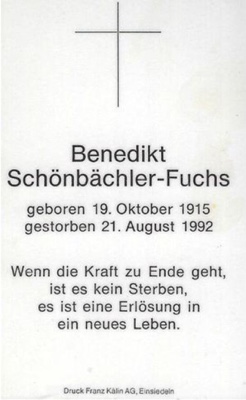 Benedikt
Schönbächler-Fuchs
geboren 19. Oktober 1915
gestorben 21. August 1992
Wenn die Kraft zu Ende geht,
ist es kein Sterben,
es ist eine Erlösung in
ein neues Leben.
Druck Franz Kälin AG, Einsiedeln